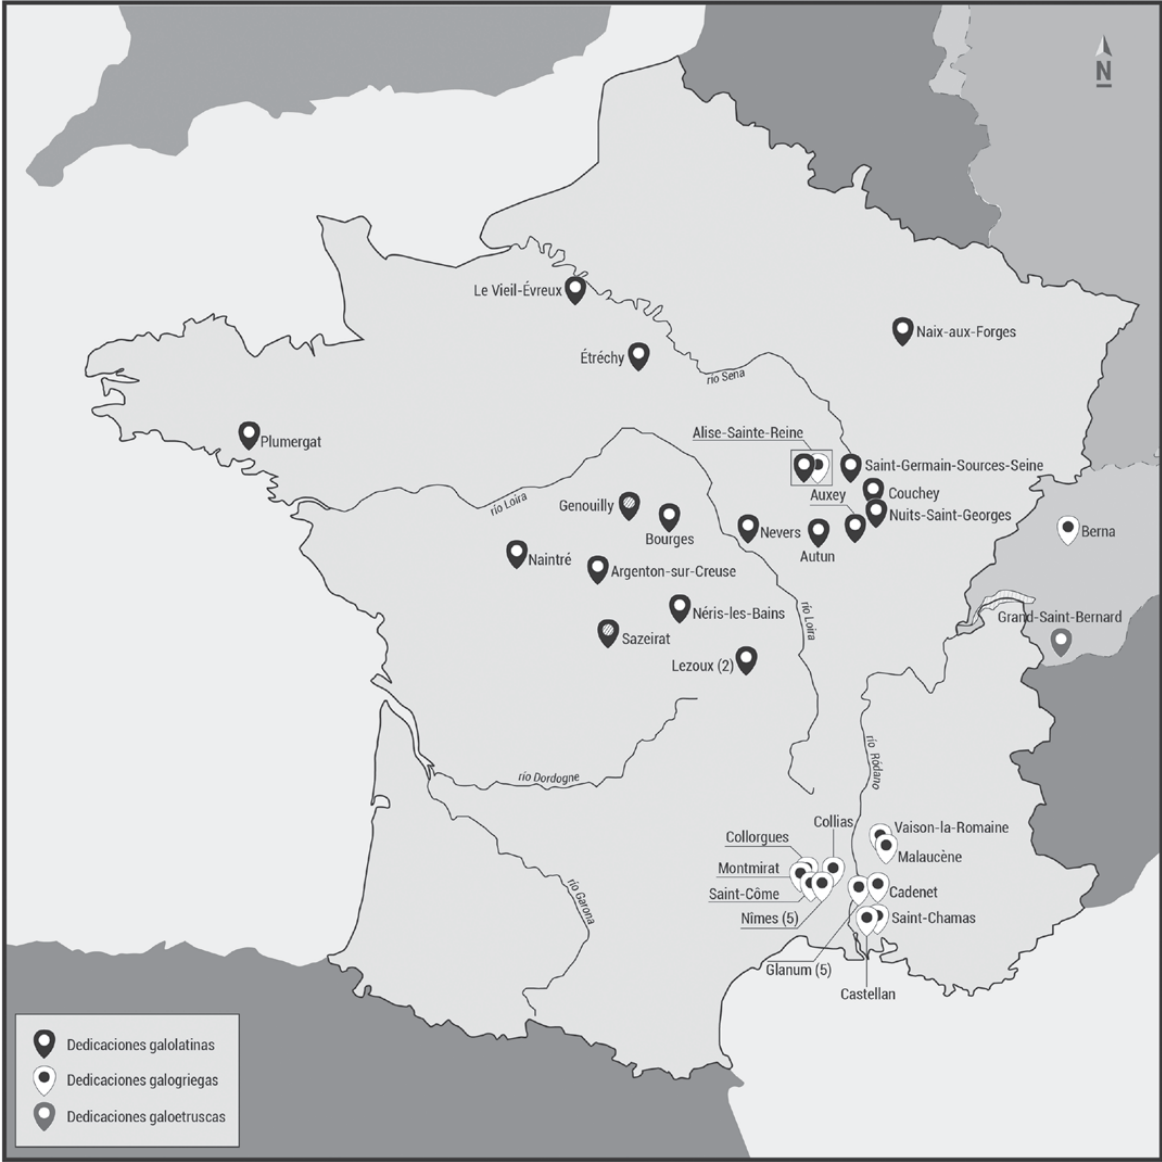 N
Le Vieil-Évreux
Naix-aux-Forges
Étréchy
río Sena
Alise-Sainte-Reine
Plumergat
Saint-Germain-Sources-Seine
Auxey
Couchey
río Loira
Genouilly
Nuits-Saint-Georges
Bourges
Nevers
Berna
Autun
Naintré
Argenton-sur-Creuse
Néris-les-Bains
río Loira
Grand-Saint-Bernard
Sazeirat
Lezoux (2)
río Ródano
río Dordogne
Collias
Vaison-la-Romaine
Collorgues
Malaucène
Montmirat
Saint-Côme
Cadenet
río Garona
Nîmes (5)
Saint-Chamas
Glanum (5)
Castellan
Dedicaciones galolatinas
Dedicaciones galogriegas
Dedicaciones galoetruscas